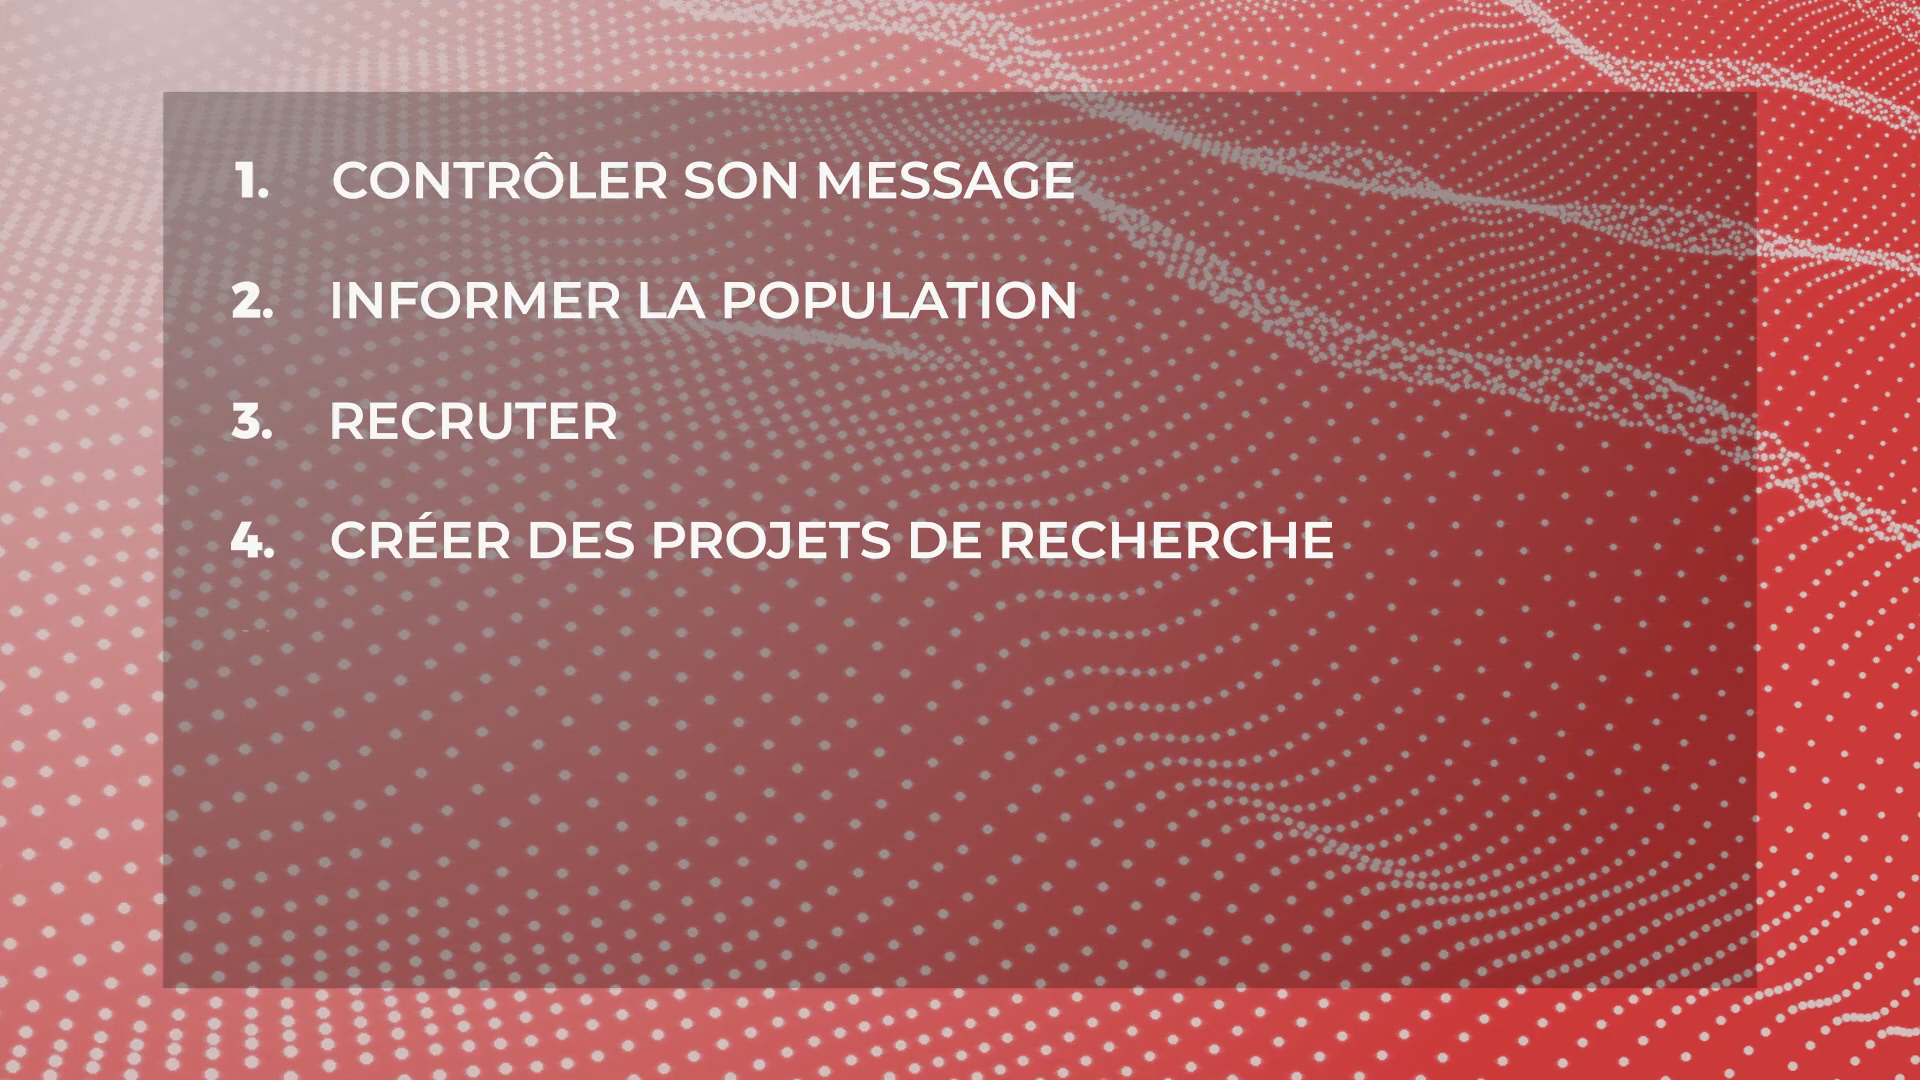 1. CONTRÔLER SON MESSAGE
2. INFORMER LA POPULATION
3. RECRUTER
4. CRÉER DES PROJETS DE RECHERCHE